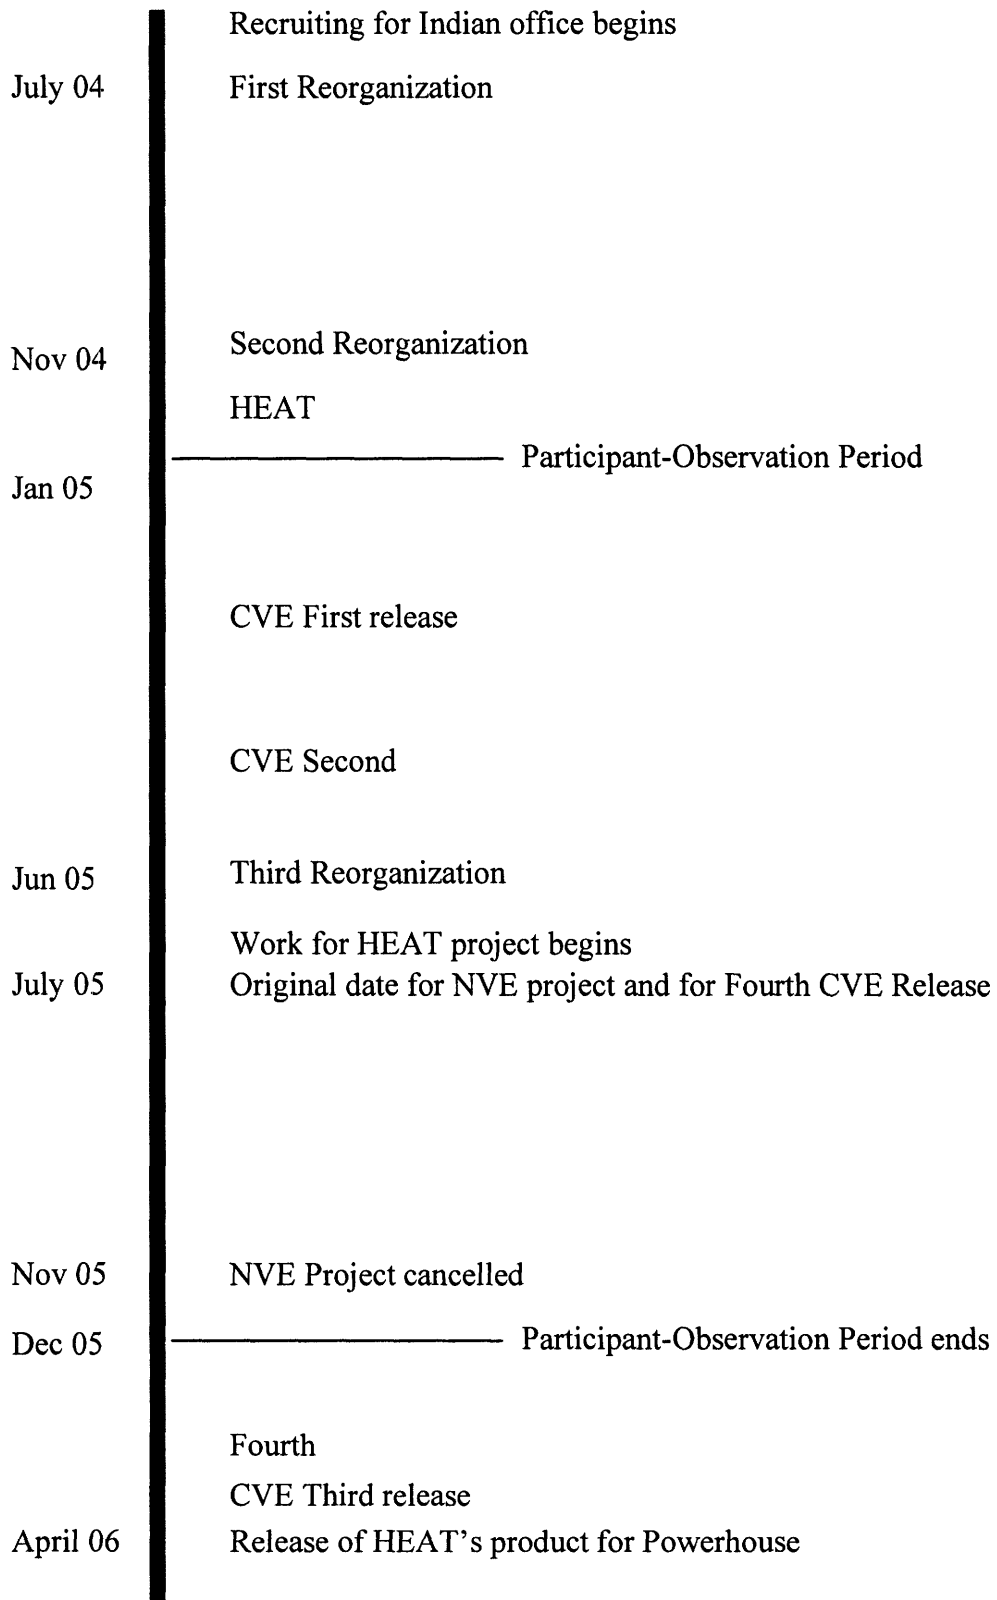 Recruiting for Indian office begins
July 04 First Reorganization
Second Reorganization
Nov 04
HEAT
Participant-Observation Period
Jan 05
CVE First release
CVE Second
Jun 05 Third Reorganization
Work for HEAT project begins
July 05 Original date for NVE project and for Fourth CVE Release
Nov 05 NVE Project cancelled
Dec 05 Participant-Observation Period ends
Fourth
CVE Third release
April 06 Release of HEAT's product for Powerhouse